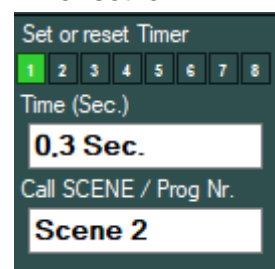 Set or reset Timer
1 2 3 4 5 6 7 8
Time (Sec.)
0,3 Sec.
Call SCENE / Prog Nr.
Scene 2